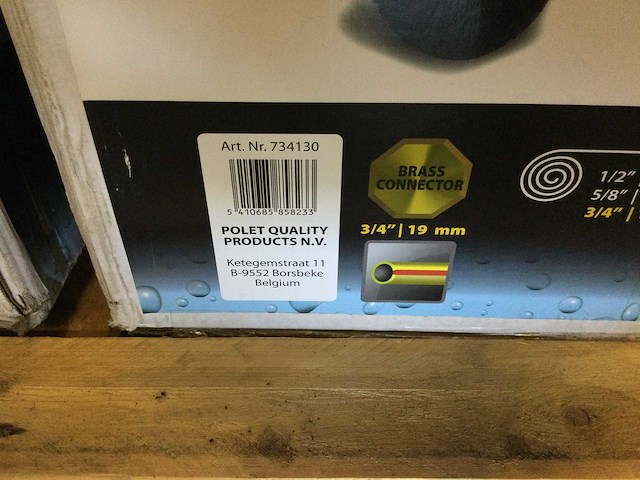 Art. Nr. 734130
5 410685 858233
POLET QUALITY
PRODUCTS N.V.
Ketegemstraat 11
B-9552 Borsbeke
Belgium
BRASS
CONNECTOR
3/4" | 19 mm
1/2"
5/8" |
3/4" |